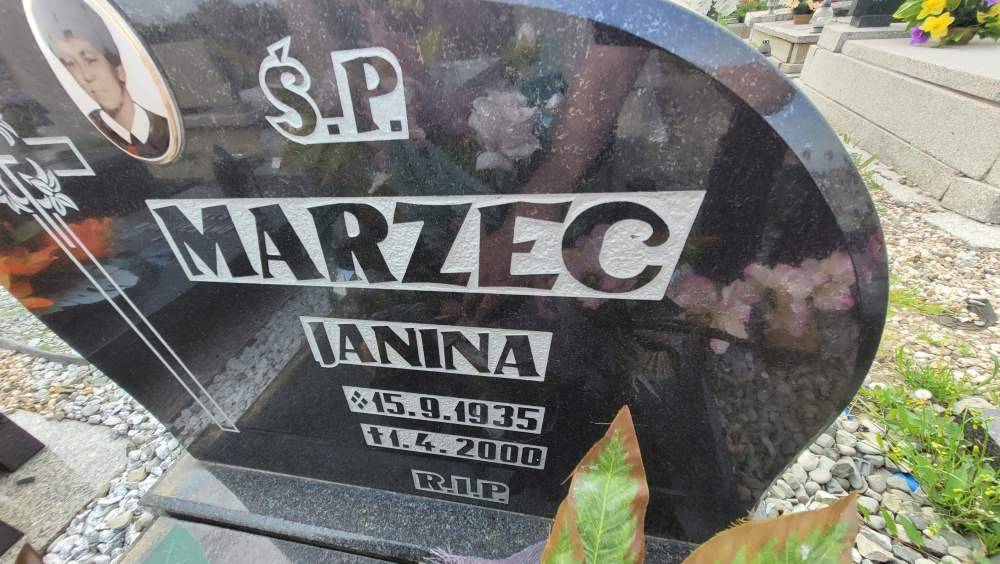 Ś.P.
MARZEC
JANINA
❖15.9.1935
†1.4.2000
R.I.P.